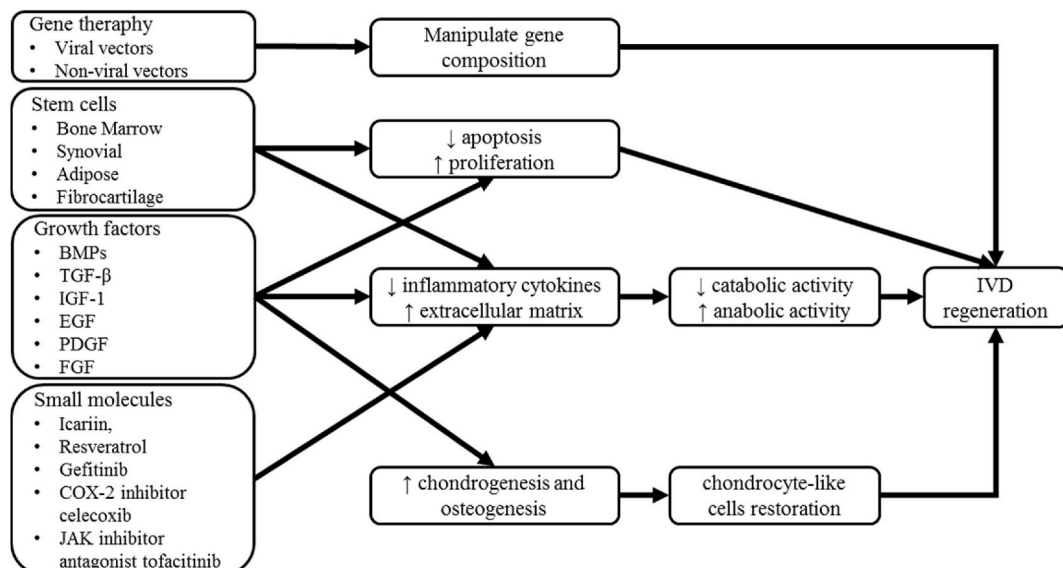 Gene theraphy
• Viral vectors
• Non-viral vectors
Manipulate gene
composition
Stem cells
• Bone Marrow
• Synovial
• Adipose
• Fibrocartilage
↓ apoptosis
↑ proliferation
Growth factors
• BMPs
• TGF-β
• IGF-1
• EGF
• PDGF
• FGF
↓ inflammatory cytokines
↑ extracellular matrix
↓ catabolic activity
↑ anabolic activity
IVD
regeneration
Small molecules
• Icariin,
• Resveratrol
• Gefitinib
• COX-2 inhibitor
celecoxib
• JAK inhibitor
antagonist tofacitinib
↑ chondrogenesis and
osteogenesis
chondrocyte-like
cells restoration